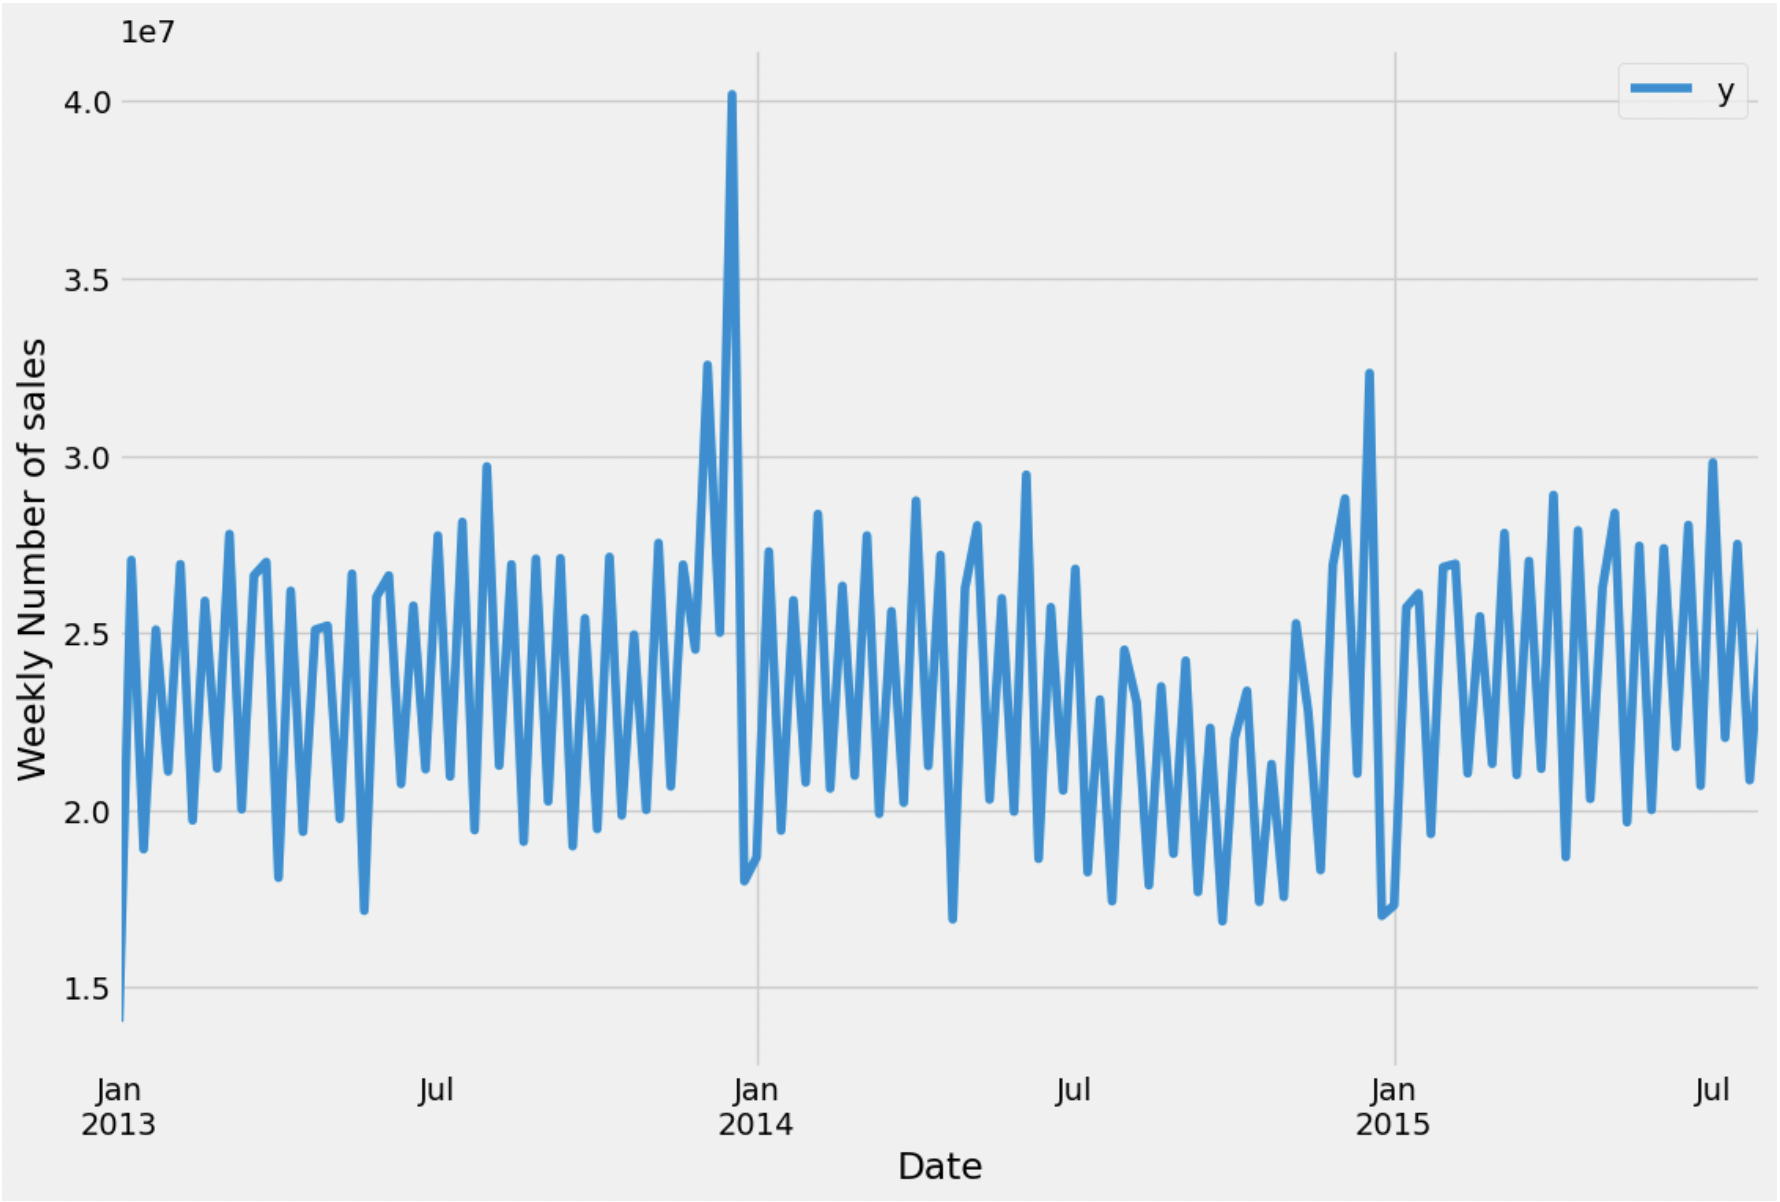 1e7
y
4.0
3.5
3.0
2.5
2.0
1.5
Weekly Number of sales
Jan Jul Jan Jul Jan Jul
2013 2014 2015
Date